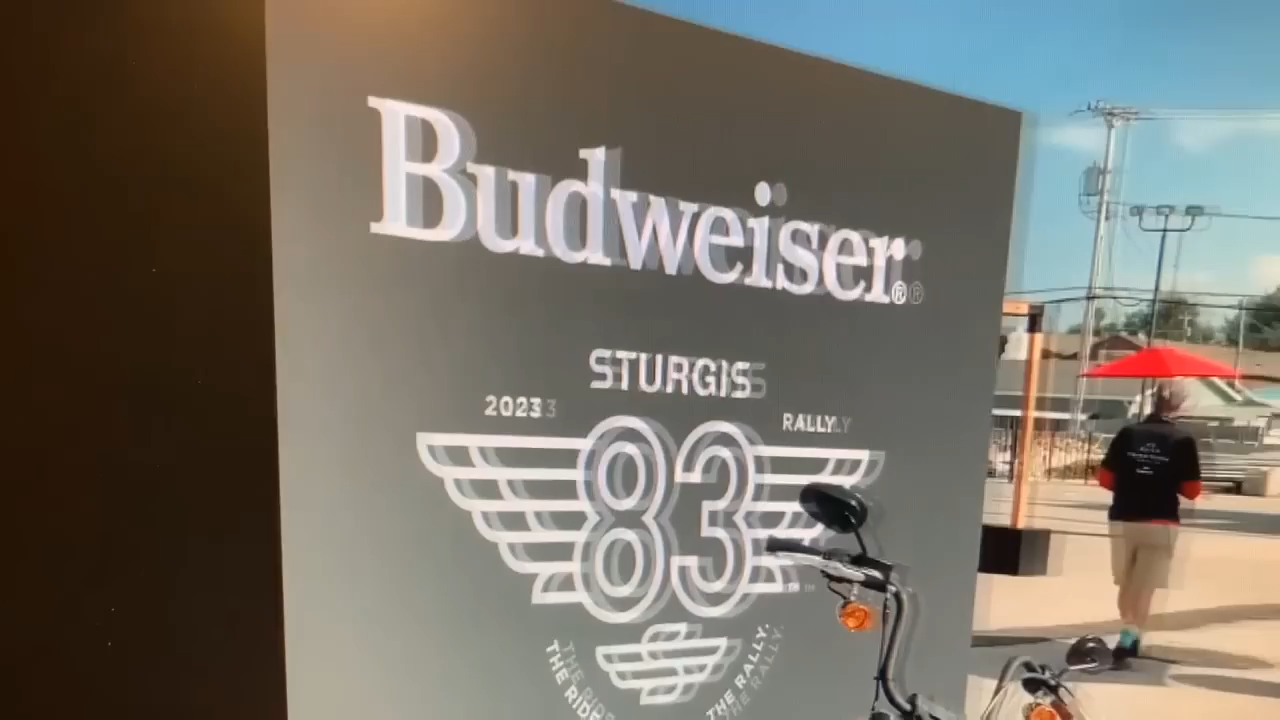 Budweiser®
STURGIS
2023 RALLY
83
THE RIDE
THE RALLY.